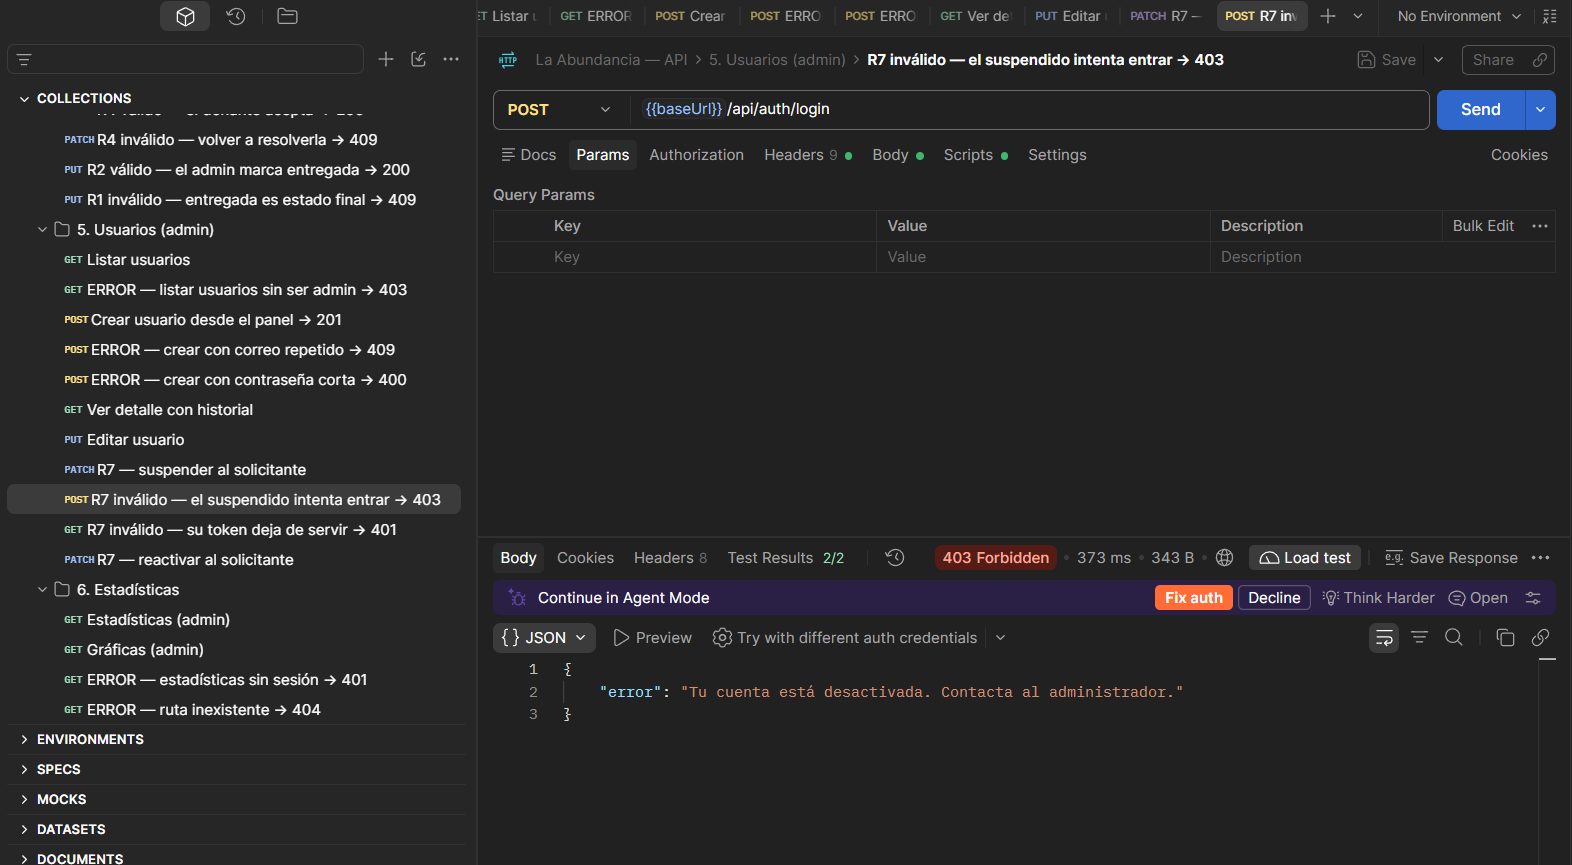 COLLECTIONS
PATCH R4 inválido — volver a resolverla → 409
PUT R2 válido — el admin marca entregada → 200
PUT R1 inválido — entregada es estado final → 409
5. Usuarios (admin)
GET Listar usuarios
GET ERROR — listar usuarios sin ser admin → 403
POST Crear usuario desde el panel → 201
POST ERROR — crear con correo repetido → 409
POST ERROR — crear con contraseña corta → 400
GET Ver detalle con historial
PUT Editar usuario
PATCH R7 — suspender al solicitante
POST R7 inválido — el suspendido intenta entrar → 403
GET R7 inválido — su token deja de servir → 401
PATCH R7 — reactivar al solicitante
6. Estadísticas
GET Estadísticas (admin)
GET Gráficas (admin)
GET ERROR — estadísticas sin sesión → 401
GET ERROR — ruta inexistente → 404
ENVIRONMENTS
SPECS
MOCKS
DATASETS
DOCUMENTS
ET Listar GET ERROR POST Crear POST ERRO POST ERRO GET Ver de PUT Editar PATCH R7 — POST R7 inv No Environment
HTTP La Abundancia — API > 5. Usuarios (admin) > R7 inválido — el suspendido intenta entrar → 403 Save Share
POST {{baseUrl}} /api/auth/login Send
Docs Params Authorization Headers 9 Body Scripts Settings Cookies
Query Params
Key Value Description Bulk Edit
Key Value Description
Body Cookies Headers 8 Test Results 2/2 403 Forbidden • 373 ms • 343 B Load test e.g. Save Response
Continue in Agent Mode Fix auth Decline Think Harder Open
{} JSON Preview Try with different auth credentials
1 {
2 "error": "Tu cuenta está desactivada. Contacta al administrador."
3 }